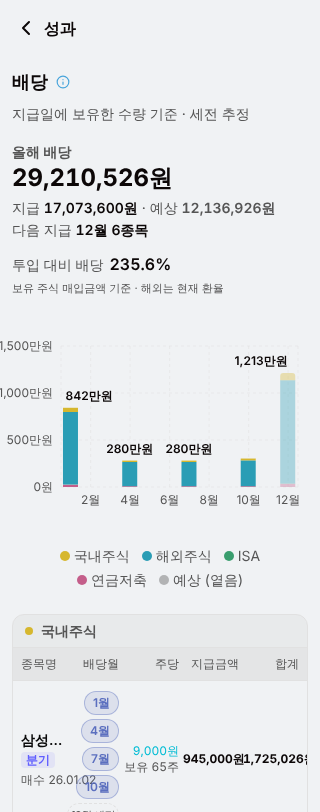 성과
배당
지급일에 보유한 수량 기준 · 세전 추정
올해 배당
29,210,526원
지급 17,073,600원 · 예상 12,136,926원
다음 지급 12월 6종목
투입 대비 배당 235.6%
보유 주식 매입금액 기준 · 해외는 현재 환율
1,500만원
1,213만원
1,000만원
842만원
500만원
280만원 280만원
0원
2월 4월 6월 8월 10월 12월
국내주식 해외주식 ISA
연금저축 예상 (옅음)
국내주식
종목명 배당월 주당 지급금액 합계
1월
삼성... 4월
분기 7월 9,000원 945,000원 1,725,026원
보유 65주
매수 26.01.02 10월